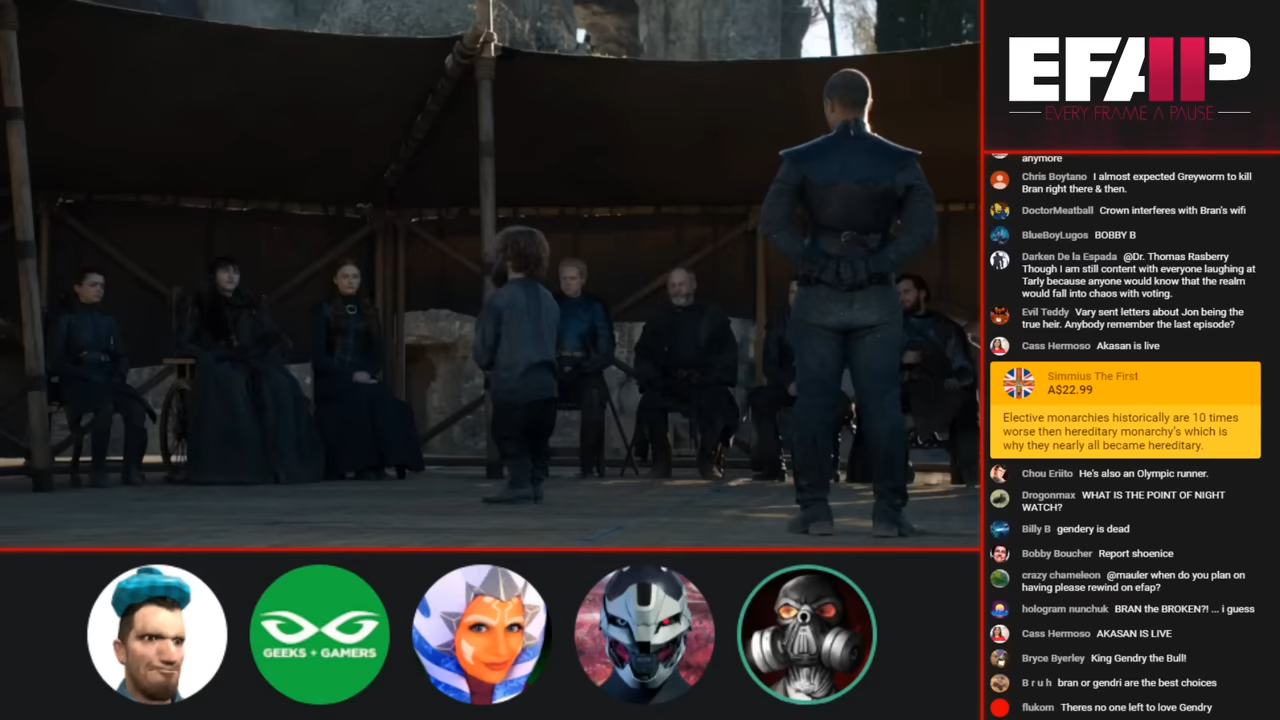 EFAP
EVERY FRAME A PAUSE
anymore
Chris Boytano I almost expected Greyworm to kill
Bran right there & then.
DoctorMeatball Crown interferes with Bran's wifi
BlueBoyLugos BOBBY B
Darken De la Espada @Dr. Thomas Rasberry
Though I am still content with everyone laughing at
Tarly because anyone would know that the realm
would fall into chaos with voting.
Evil Teddy Vary sent letters about Jon being the
true heir. Anybody remember the last episode?
Cass Hermoso Akasan is live
Simmius The First
A$22.99
Elective monarchies historically are 10 times
worse then hereditary monarchy's which is
why they nearly all became hereditary.
Chou Eriito He's also an Olympic runner.
Drogonmax WHAT IS THE POINT OF NIGHT
WATCH?
Billy B gendery is dead
Bobby Boucher Report shoenice
crazy chameleon @mauler when do you plan on
having please rewind on efap?
hologram nunchuk BRAN the BROKEN?! ... i guess
Cass Hermoso AKASAN IS LIVE
Bryce Byerley King Gendry the Bull!
B r u h bran or gendri are the best choices
flukom Theres no one left to love Gendry
GEEKS + GAMERS